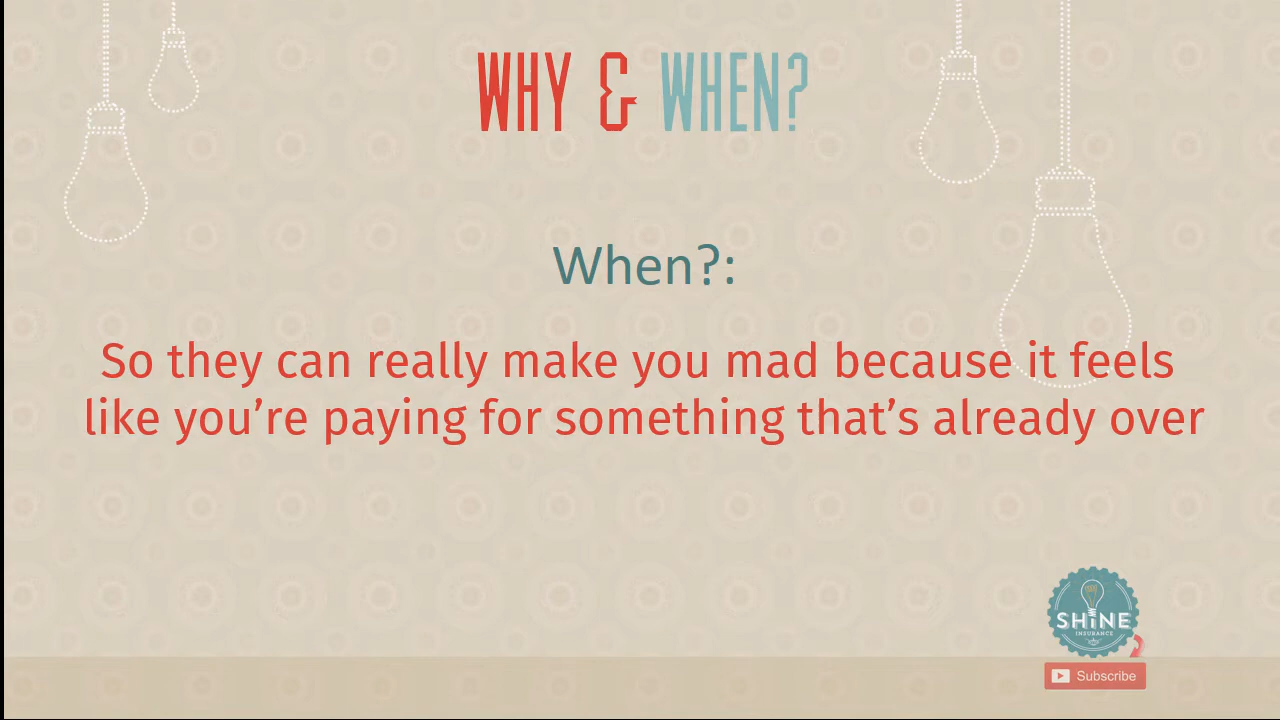 WHY & WHEN?
When?:
So they can really make you mad because it feels
like you're paying for something that's already over
SHINE
INSURANCE
Subscribe